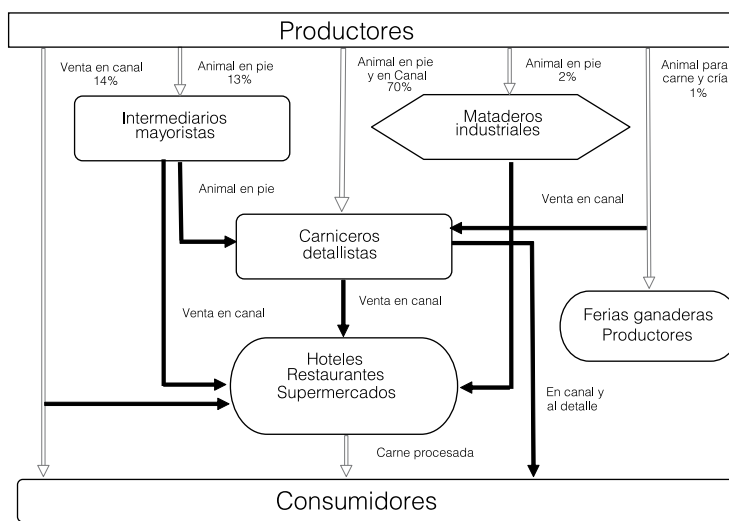 Productores
Venta en canal
14%
Animal en pie
13%
Animal en pie
y en Canal
70%
Animal en pie
2%
Animal para
carne y cría
1%
Intermediarios
mayoristas
Mataderos
industriales
Animal en pie
Venta en canal
Carniceros
detallistas
Venta en canal
Venta en canal
Ferias ganaderas
Productores
Hoteles
Restaurantes
Supermercados
En canal y
al detalle
Carne procesada
Consumidores